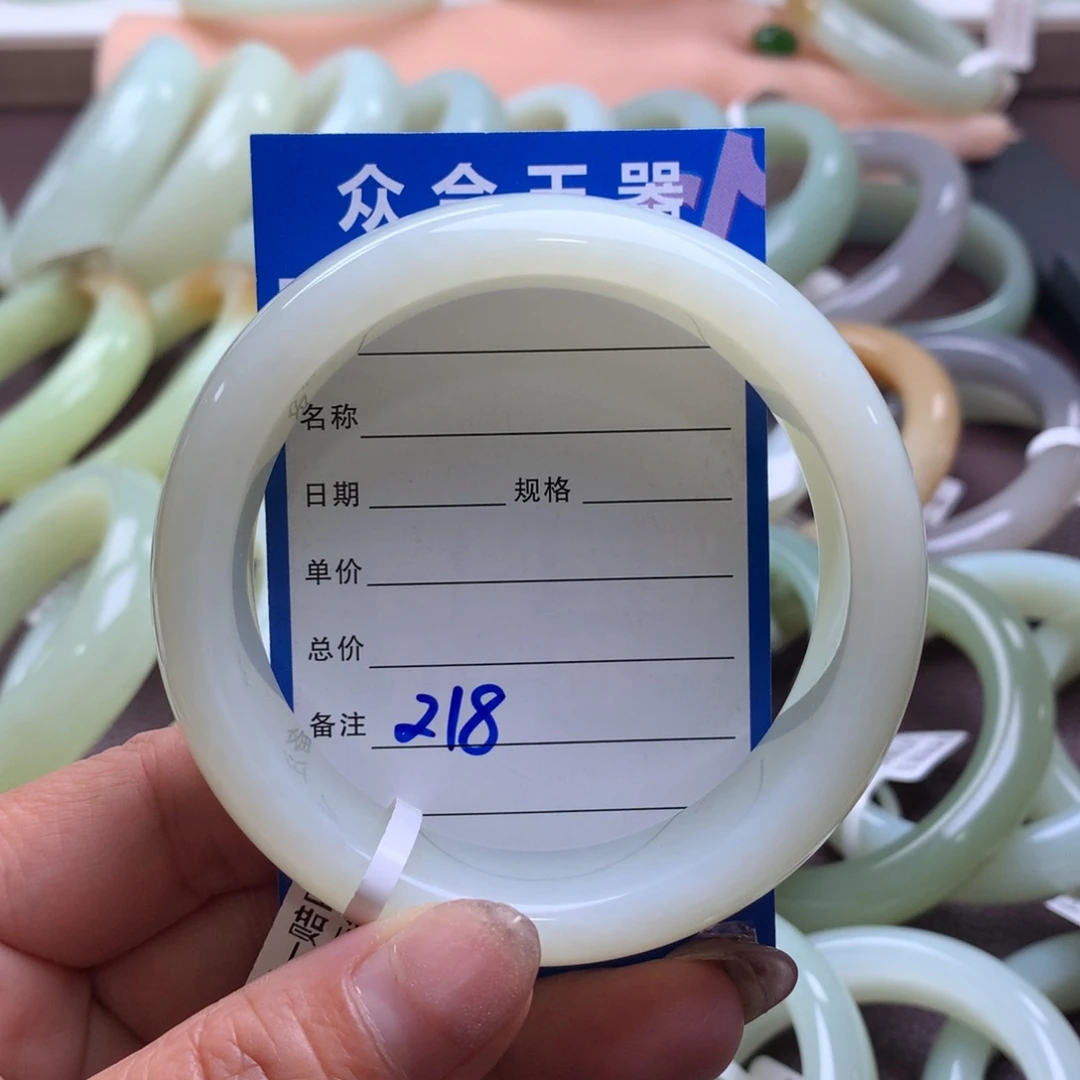 众合玉器
名称
日期 规格
单价
总价
备注 218